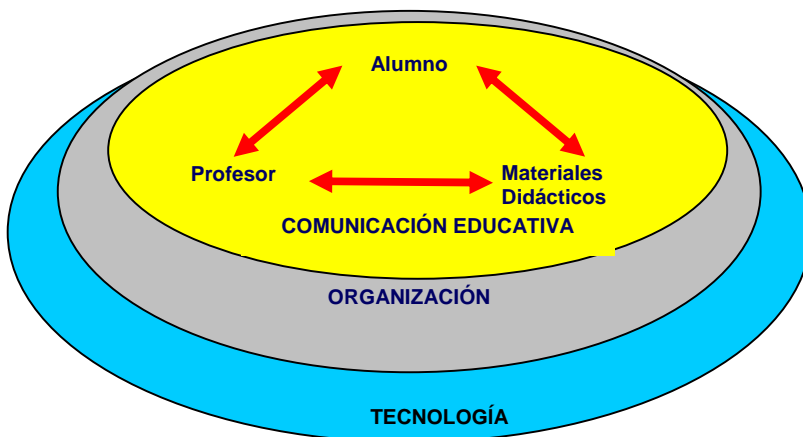 Alumno
Profesor
Materiales
Didácticos
COMUNICACIÓN EDUCATIVA
ORGANIZACIÓN
TECNOLOGÍA